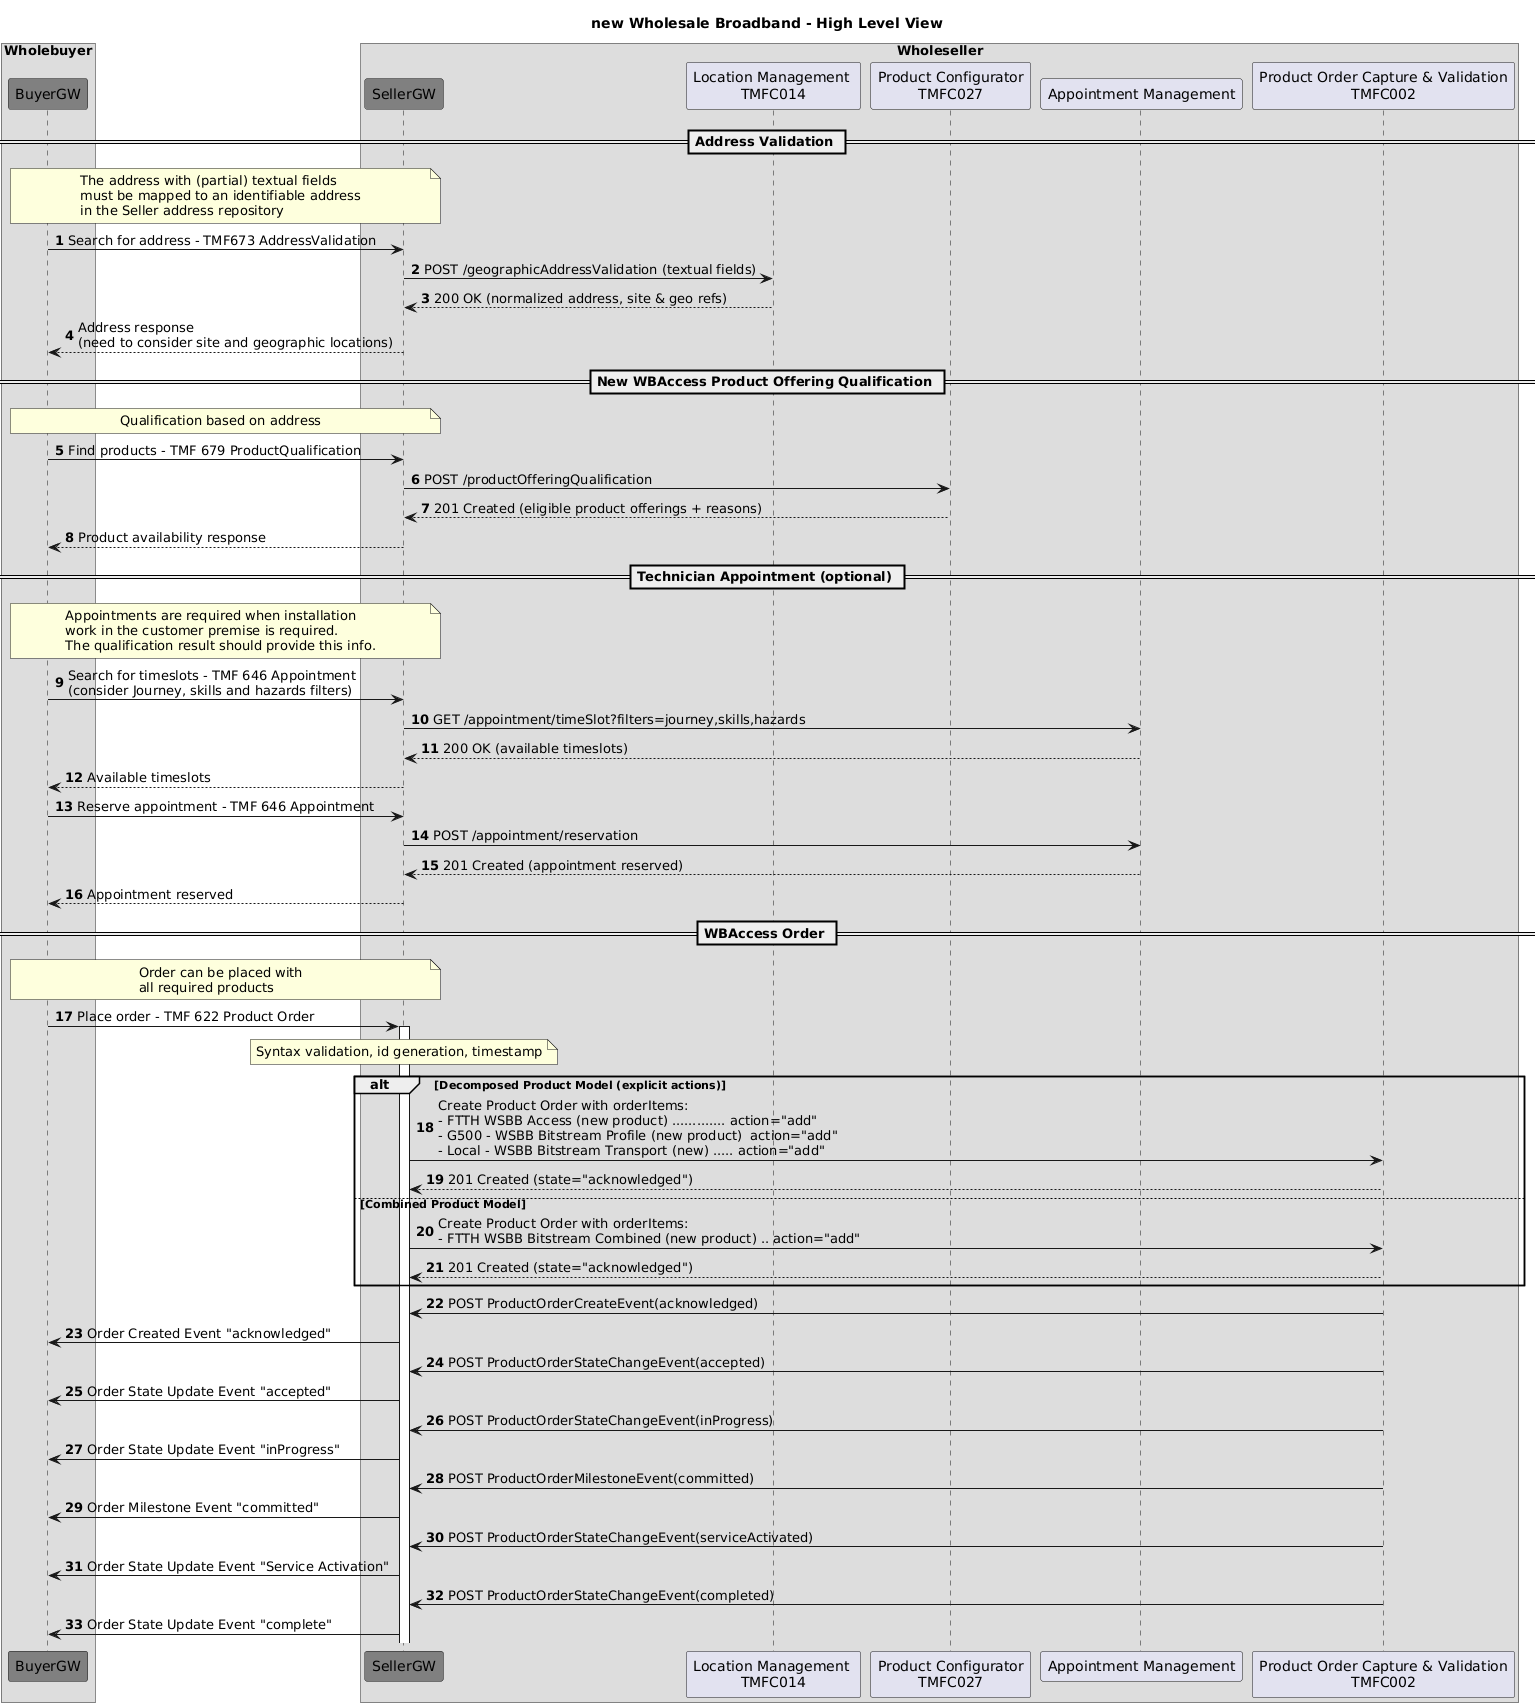 new Wholesale Broadband - High Level View
Wholebuyer
Wholeseller
BuyerGW
SellerGW
Location Management
TMFC014
Product Configurator
TMFC027
Appointment Management
Product Order Capture & Validation
TMFC002
Address Validation
The address with (partial) textual fields
must be mapped to an identifiable address
in the Seller address repository
1 Search for address - TMF673 AddressValidation
2 POST /geographicAddressValidation (textual fields)
3 200 OK (normalized address, site & geo refs)
4 Address response
(need to consider site and geographic locations)
New WBAccess Product Offering Qualification
Qualification based on address
5 Find products - TMF 679 ProductQualification
6 POST /productOfferingQualification
7 201 Created (eligible product offerings + reasons)
8 Product availability response
Technician Appointment (optional)
Appointments are required when installation
work in the customer premise is required.
The qualification result should provide this info.
9 Search for timeslots - TMF 646 Appointment
(consider Journey, skills and hazards filters)
10 GET /appointment/timeSlot?filters=journey,skills,hazards
11 200 OK (available timeslots)
12 Available timeslots
13 Reserve appointment - TMF 646 Appointment
14 POST /appointment/reservation
15 201 Created (appointment reserved)
16 Appointment reserved
WBAccess Order
Order can be placed with
all required products
17 Place order - TMF 622 Product Order
Syntax validation, id generation, timestamp
alt [Decomposed Product Model (explicit actions)]
18 Create Product Order with orderItems:
- FTTH WSBB Access (new product) ............. action="add"
- G500 - WSBB Bitstream Profile (new product)  action="add"
- Local - WSBB Bitstream Transport (new) ..... action="add"
19 201 Created (state="acknowledged")
[Combined Product Model]
20 Create Product Order with orderItems:
- FTTH WSBB Bitstream Combined (new product) .. action="add"
21 201 Created (state="acknowledged")
22 POST ProductOrderCreateEvent(acknowledged)
23 Order Created Event "acknowledged"
24 POST ProductOrderStateChangeEvent(accepted)
25 Order State Update Event "accepted"
26 POST ProductOrderStateChangeEvent(inProgress)
27 Order State Update Event "inProgress"
28 POST ProductOrderMilestoneEvent(committed)
29 Order Milestone Event "committed"
30 POST ProductOrderStateChangeEvent(serviceActivated)
31 Order State Update Event "Service Activation"
32 POST ProductOrderStateChangeEvent(completed)
33 Order State Update Event "complete"
BuyerGW
SellerGW
Location Management
TMFC014
Product Configurator
TMFC027
Appointment Management
Product Order Capture & Validation
TMFC002